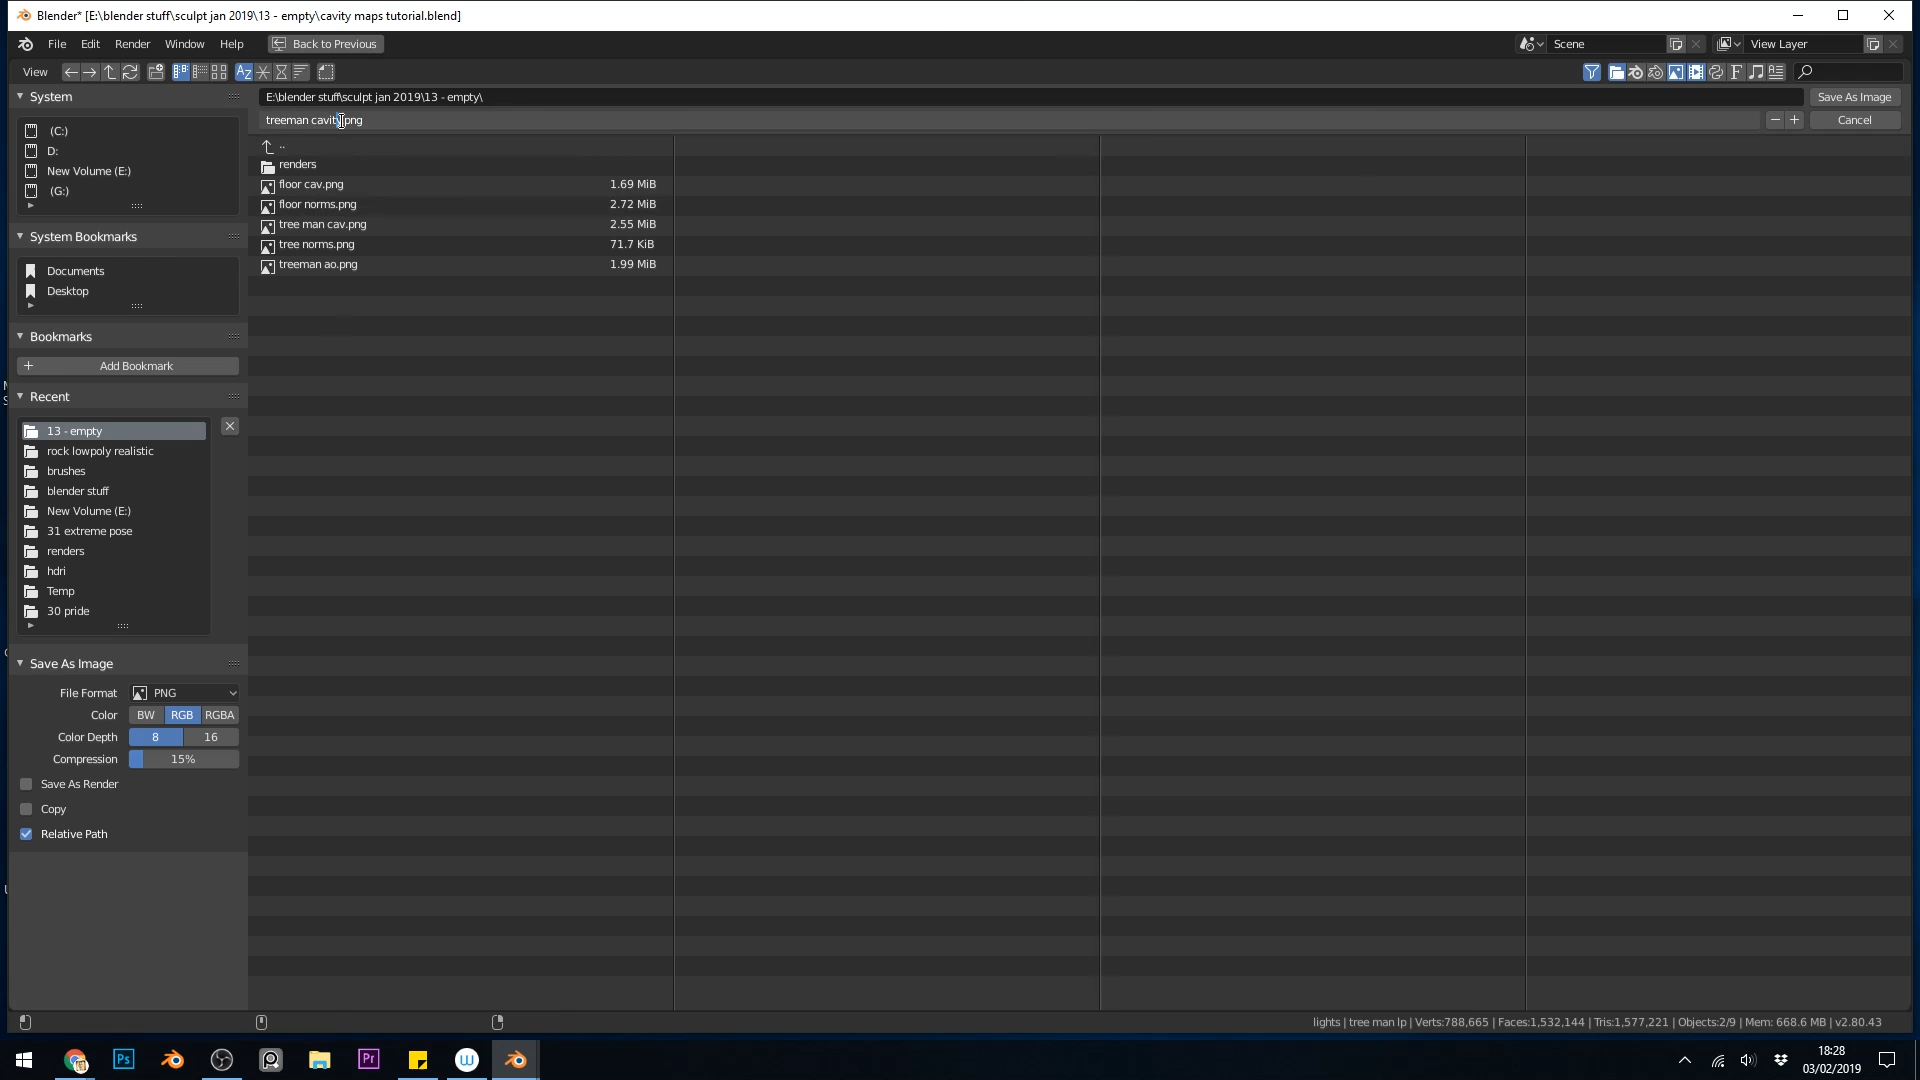 Blender* [E:\blender stuff\sculpt jan 2019\13 - empty\cavity maps tutorial.blend]
File Edit Render Window Help Back to Previous Scene View Layer
View
System
E:\blender stuff\sculpt jan 2019\13 - empty\ Save As Image
treeman cavity.png Cancel
(C:)
D:
New Volume (E:)
(G:)
..
renders
floor cav.png 1.69 MiB
floor norms.png 2.72 MiB
tree man cav.png 2.55 MiB
tree norms.png 71.7 KiB
treeman ao.png 1.99 MiB
System Bookmarks
Documents
Desktop
Bookmarks
Add Bookmark
Recent
13 - empty
rock lowpoly realistic
brushes
blender stuff
New Volume (E:)
31 extreme pose
renders
hdri
Temp
30 pride
Save As Image
File Format PNG
Color BW RGB RGBA
Color Depth 8 16
Compression 15%
Save As Render
Copy
Relative Path
lights | tree man lp | Verts:788,665 | Faces:1,532,144 | Tris:1,577,221 | Objects:2/9 | Mem: 668.6 MB | v2.80.43
18:28
03/02/2019